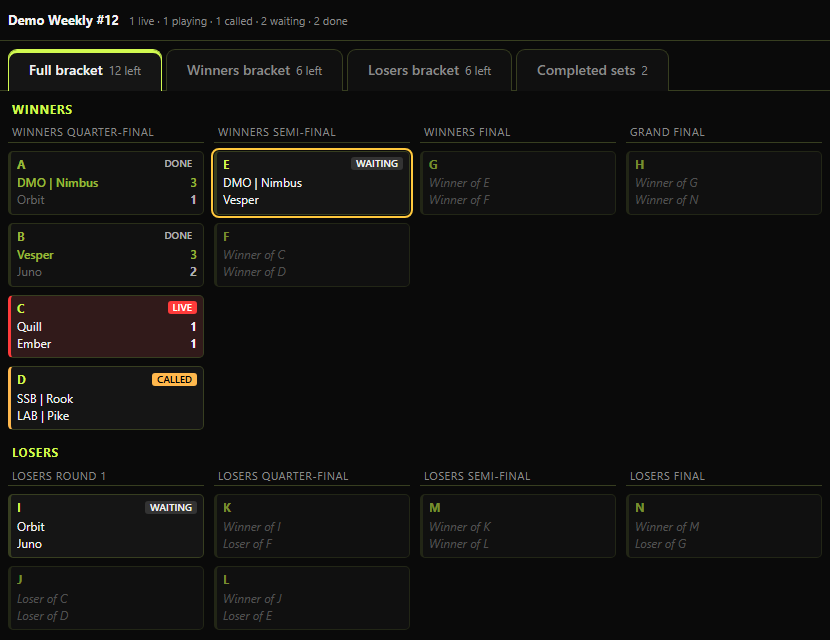 Demo Weekly #12 1 live · 1 playing · 1 called · 2 waiting · 2 done
Full bracket 12 left
Winners bracket 6 left
Losers bracket 6 left
Completed sets 2
WINNERS
WINNERS QUARTER-FINAL
A DONE
DMO | Nimbus 3
Orbit 1
B DONE
Vesper 3
Juno 2
C LIVE
Quill 1
Ember 1
D CALLED
SSB | Rook
LAB | Pike
WINNERS SEMI-FINAL
E WAITING
DMO | Nimbus
Vesper
F
Winner of C
Winner of D
WINNERS FINAL
G
Winner of E
Winner of F
GRAND FINAL
H
Winner of G
Winner of N
LOSERS
LOSERS ROUND 1
I WAITING
Orbit
Juno
J
Loser of C
Loser of D
LOSERS QUARTER-FINAL
K
Winner of I
Loser of F
L
Winner of J
Loser of E
LOSERS SEMI-FINAL
M
Winner of K
Winner of L
LOSERS FINAL
N
Winner of M
Loser of G